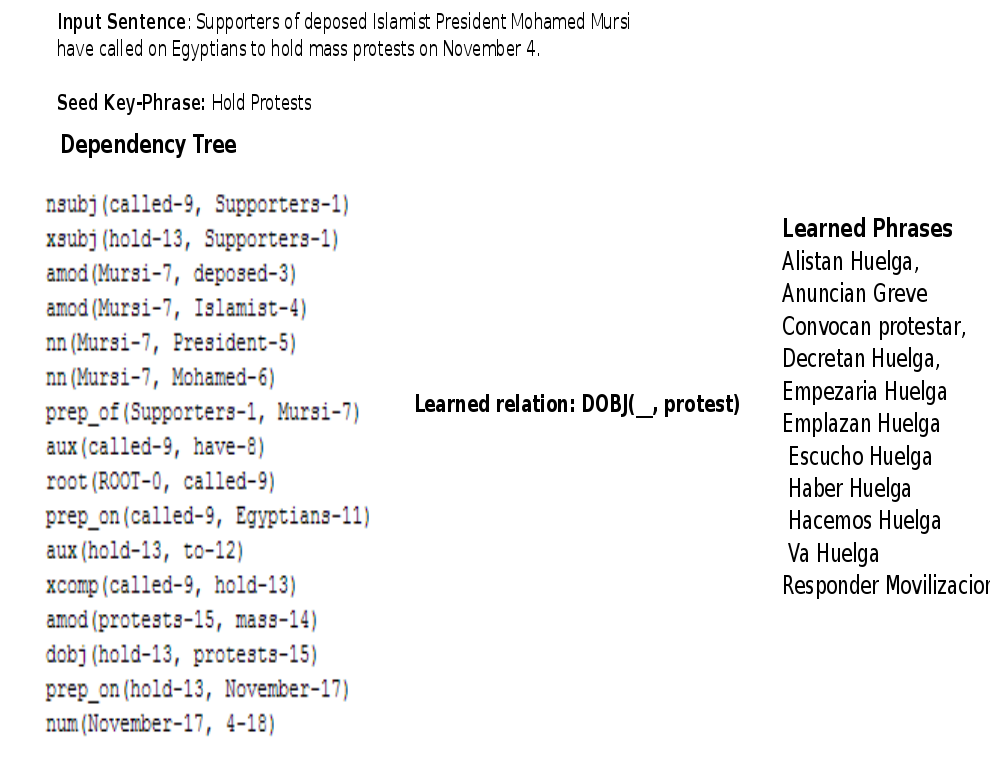 Input Sentence: Supporters of deposed Islamist President Mohamed Mursi
have called on Egyptians to hold mass protests on November 4.
Seed Key-Phrase: Hold Protests
Dependency Tree
nsubj(called-9, Supporters-1)
xsubj(hold-13, Supporters-1)
amod(Mursi-7, deposed-3)
amod(Mursi-7, Islamist-4)
nn(Mursi-7, President-5)
nn(Mursi-7, Mohamed-6)
prep_of(Supporters-1, Mursi-7)
aux(called-9, have-8)
root(ROOT-0, called-9)
prep_on(called-9, Egyptians-11)
aux(hold-13, to-12)
xcomp(called-9, hold-13)
amod(protests-15, mass-14)
dobj(hold-13, protests-15)
prep_on(hold-13, November-17)
num(November-17, 4-18)
Learned relation: DOBJ(__, protest)
Learned Phrases
Alistan Huelga,
Anuncian Greve
Convocan protestar,
Decretan Huelga,
Empezaria Huelga
Emplazan Huelga
Escucho Huelga
Haber Huelga
Hacemos Huelga
Va Huelga
Responder Movilizacion